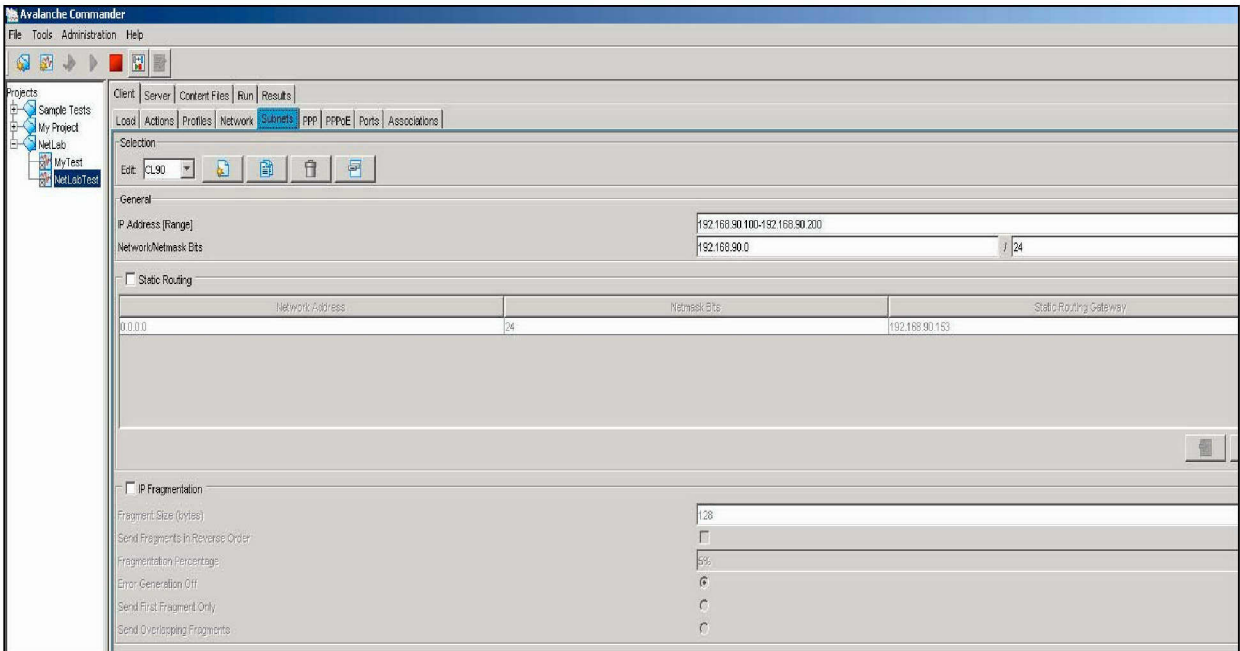 Avalanche Commander
File Tools Administration Help
Projects
Sample Tests
My Project
NetLab
MyTest
NetLabTest
Client Server Content Files Run Results
Load Actions Profiles Network Subnets PPP PPPoE Ports Associations
Selection
Edit: CL90
General
IP Address [Range] 192.168.90.100-192.168.90.200
Network/Netmask Bits 192.168.90.0 / 24
Static Routing
Network Address Netmask Bits Static Routing Gateway
0.0.0.0 24 192.168.90.153
IP Fragmentation
Fragment Size (bytes) 128
Send Fragments in Reverse Order
Fragmentation Percentage 5%
Error Generation Off
Send First Fragment Only
Send Overlapping Fragments